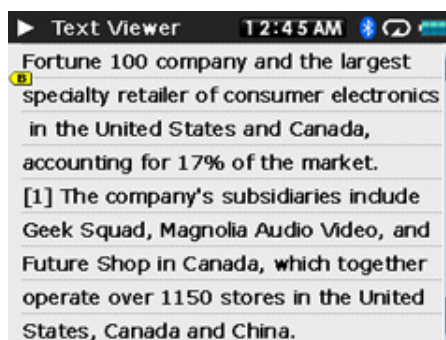 Text Viewer 12:45 AM
Fortune 100 company and the largest
B
specialty retailer of consumer electronics
in the United States and Canada,
accounting for 17% of the market.
[1] The company's subsidiaries include
Geek Squad, Magnolia Audio Video, and
Future Shop in Canada, which together
operate over 1150 stores in the United
States, Canada and China.